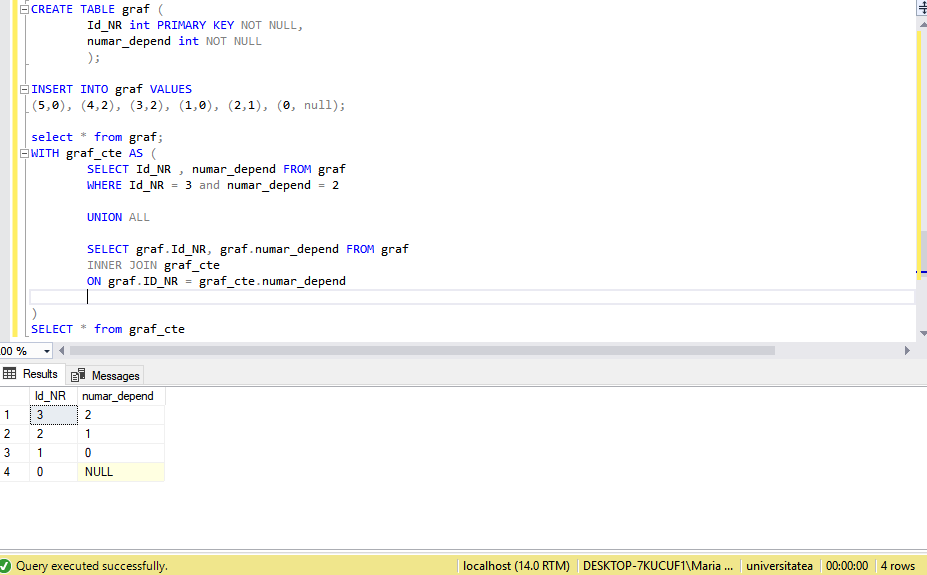 CREATE TABLE graf (
Id_NR int PRIMARY KEY NOT NULL,
numar_depend int NOT NULL
);
INSERT INTO graf VALUES
(5,0), (4,2), (3,2), (1,0), (2,1), (0, null);
select * from graf;
WITH graf_cte AS (
SELECT Id_NR , numar_depend FROM graf
WHERE Id_NR = 3 and numar_depend = 2
UNION ALL
SELECT graf.Id_NR, graf.numar_depend FROM graf
INNER JOIN graf_cte
ON graf.ID_NR = graf_cte.numar_depend
)
SELECT * from graf_cte
00 %
Results Messages
Id_NR numar_depend
1 3 2
2 2 1
3 1 0
4 0 NULL
Query executed successfully. localhost (14.0 RTM) DESKTOP-7KUCUF1\Maria ... universitatea 00:00:00 4 rows